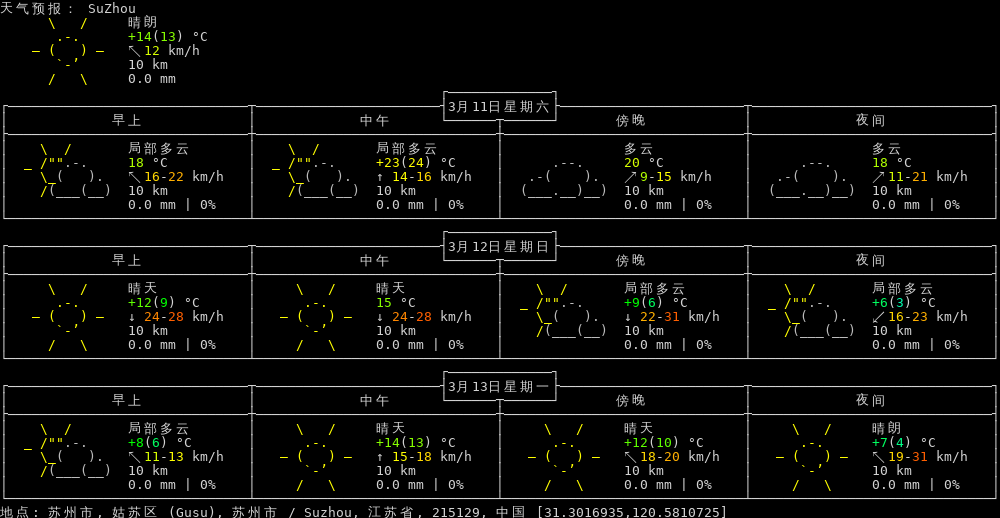 天气预报: SuZhou
晴朗
+14(13) °C
↖ 12 km/h
10 km
0.0 mm
3月11日星期六
早上 中午 傍晚 夜间
局部多云 局部多云 多云 多云
18 °C +23(24) °C 20 °C 18 °C
↖ 16-22 km/h ↑ 14-16 km/h ↗ 9-15 km/h ↗ 11-21 km/h
10 km 10 km 10 km 10 km
0.0 mm | 0% 0.0 mm | 0% 0.0 mm | 0% 0.0 mm | 0%
3月12日星期日
早上 中午 傍晚 夜间
晴天 晴天 局部多云 局部多云
+12(9) °C 15 °C +9(6) °C +6(3) °C
↓ 24-28 km/h ↓ 24-28 km/h ↓ 22-31 km/h ↙ 16-23 km/h
10 km 10 km 10 km 10 km
0.0 mm | 0% 0.0 mm | 0% 0.0 mm | 0% 0.0 mm | 0%
3月13日星期一
早上 中午 傍晚 夜间
局部多云 晴天 晴天 晴朗
+8(6) °C +14(13) °C +12(10) °C +7(4) °C
↖ 11-13 km/h ↑ 15-18 km/h ↖ 18-20 km/h ↖ 19-31 km/h
10 km 10 km 10 km 10 km
0.0 mm | 0% 0.0 mm | 0% 0.0 mm | 0% 0.0 mm | 0%
地点: 苏州市, 姑苏区 (Gusu), 苏州市 / Suzhou, 江苏省, 215129, 中国 [31.3016935,120.5810725]